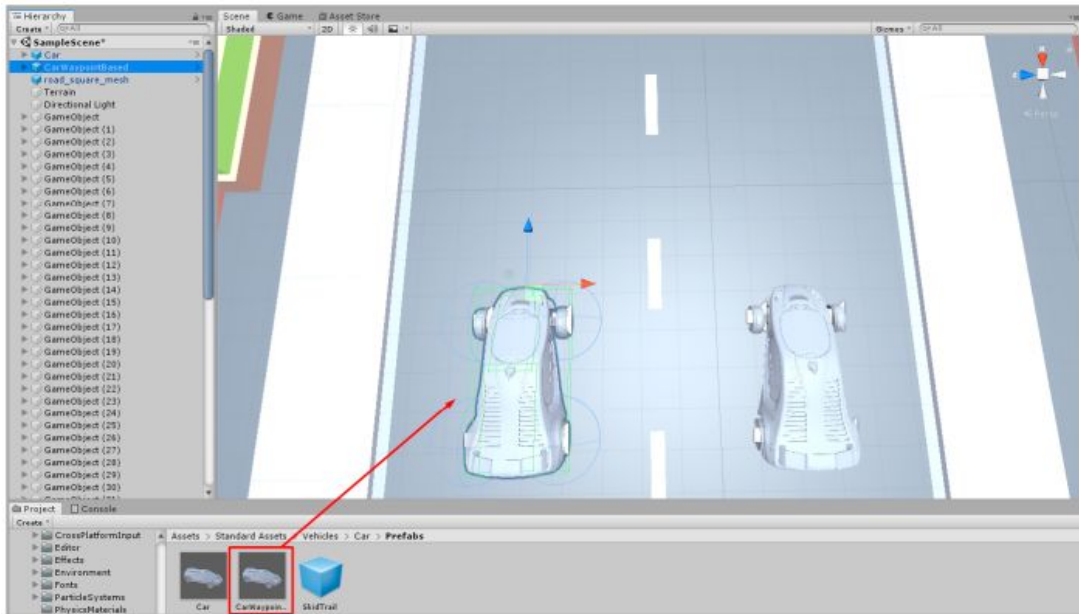 Hierarchy
Create
All
SampleScene*
Car
CarWaypointBased
road_square_mesh
Terrain
Directional Light
GameObject
GameObject (1)
GameObject (2)
GameObject (3)
GameObject (4)
GameObject (5)
GameObject (6)
GameObject (7)
GameObject (8)
GameObject (9)
GameObject (10)
GameObject (11)
GameObject (12)
GameObject (13)
GameObject (14)
GameObject (15)
GameObject (16)
GameObject (17)
GameObject (18)
GameObject (19)
GameObject (20)
GameObject (21)
GameObject (22)
GameObject (23)
GameObject (24)
GameObject (25)
GameObject (26)
GameObject (27)
GameObject (28)
GameObject (29)
GameObject (30)
Scene Game Asset Store
Shaded 2D Gizmos All
Persp
Project Console
Create
CrossPlatformInput
Editor
Effects
Environment
Fonts
ParticleSystems
PhysicsMaterials
Assets > Standard Assets > Vehicles > Car > Prefabs
Car CarWaypoin.. SkidTrail